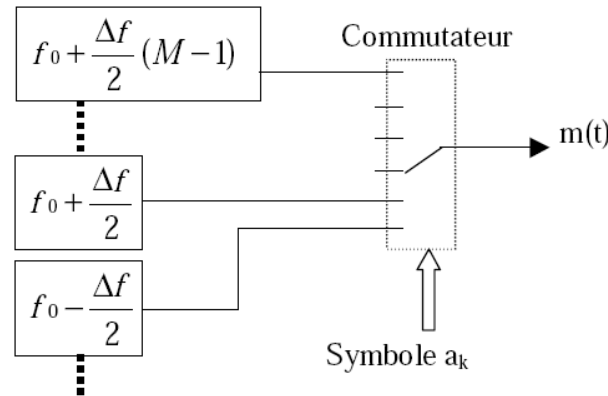 f₀ + Δf/2 (M − 1)
Commutateur
m(t)
f₀ + Δf/2
f₀ − Δf/2
Symbole aₖ